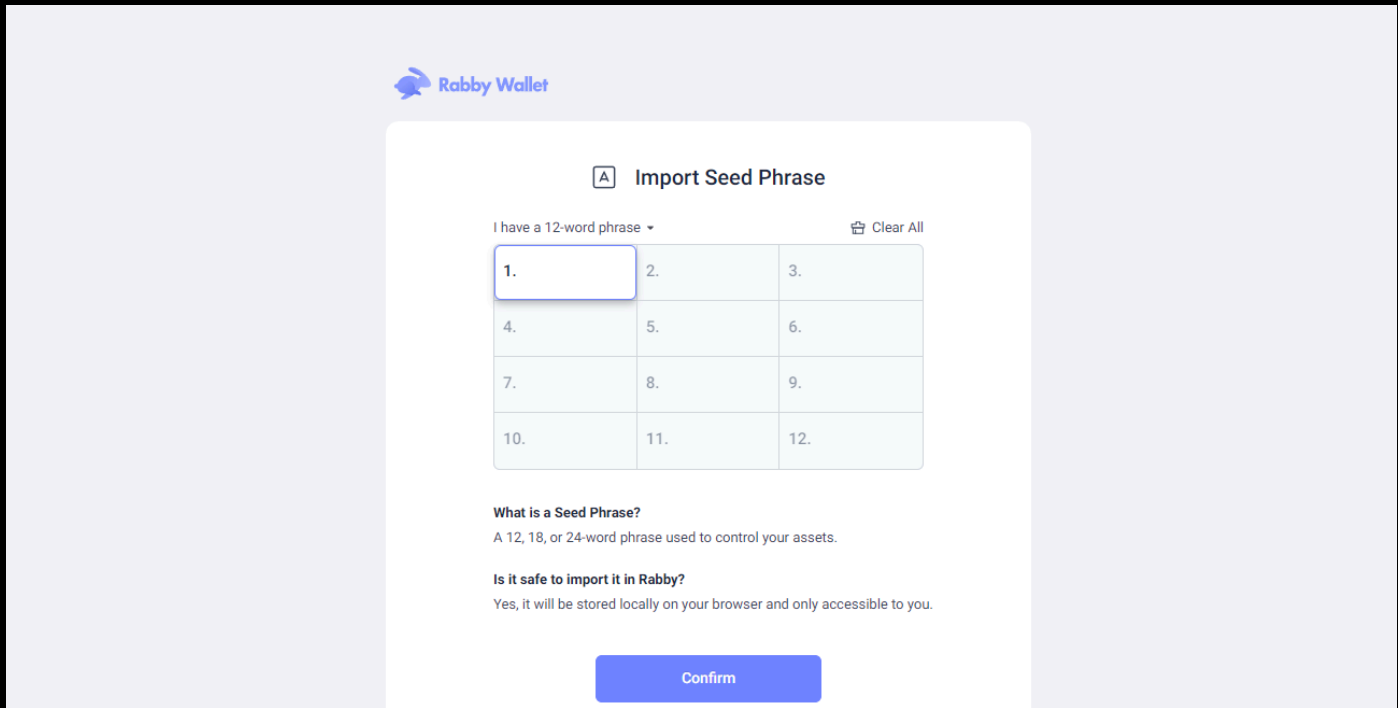 Rabby Wallet
A Import Seed Phrase
I have a 12-word phrase Clear All
1. 2. 3.
4. 5. 6.
7. 8. 9.
10. 11. 12.
What is a Seed Phrase?
A 12, 18, or 24-word phrase used to control your assets.
Is it safe to import it in Rabby?
Yes, it will be stored locally on your browser and only accessible to you.
Confirm